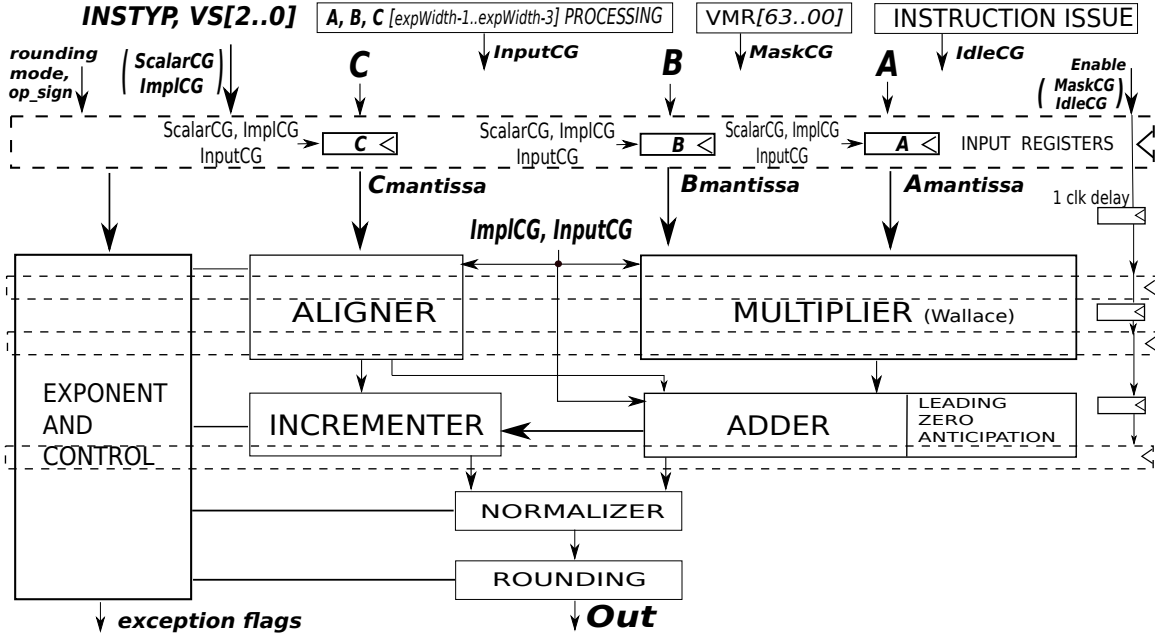 INSTYP, VS[2..0]
A, B, C [expWidth-1..expWidth-3] PROCESSING
VMR[63..00]
INSTRUCTION ISSUE
rounding
mode,
op_sign
ScalarCG
ImplCG
C
InputCG
B
MaskCG
A
IdleCG
Enable
MaskCG
IdleCG
ScalarCG, ImplCG
InputCG
C
ScalarCG, ImplCG
InputCG
B
ScalarCG, ImplCG
InputCG
A
INPUT REGISTERS
Cmantissa
Bmantissa
Amantissa
1 clk delay
ImplCG, InputCG
ALIGNER
MULTIPLIER (Wallace)
EXPONENT
AND
CONTROL
INCREMENTER
ADDER
LEADING
ZERO
ANTICIPATION
NORMALIZER
ROUNDING
exception flags
Out